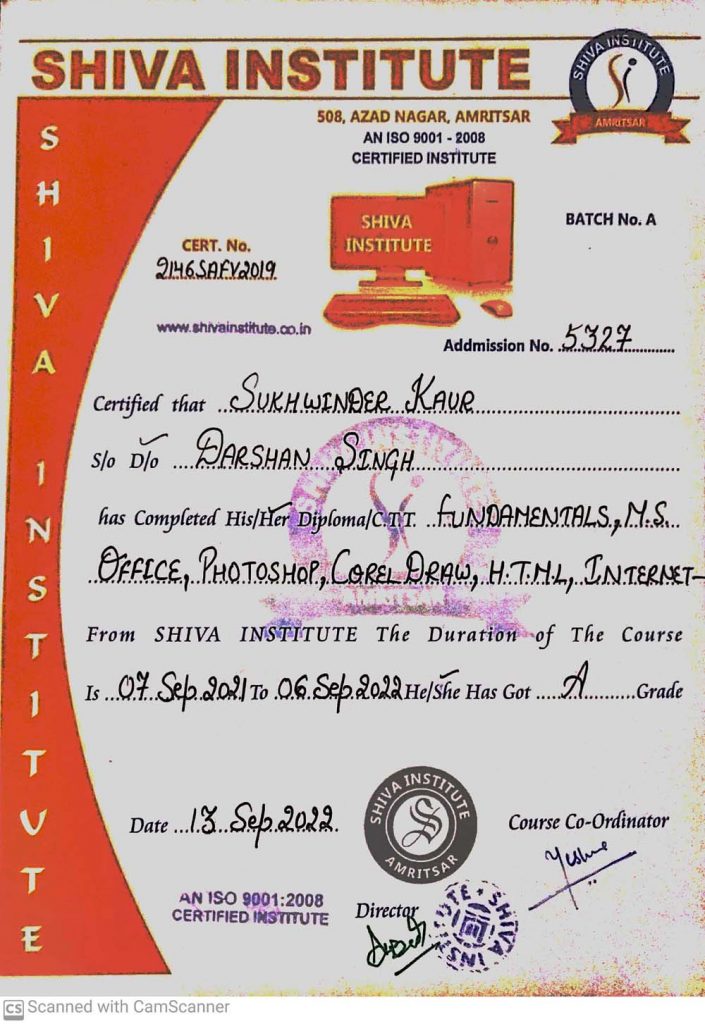 SHIVA INSTITUTE
SHIVA INSTITUTE
AMRITSAR
508, AZAD NAGAR, AMRITSAR
AN ISO 9001 - 2008
CERTIFIED INSTITUTE
SHIVA INSTITUTE
SHIVA
INSTITUTE
BATCH No. A
CERT. No.
2146SAFV2019
www.shivainstitute.co.in
Addmission No. 5327
Certified that SUKHWINDER KAUR
S/o D/o DARSHAN SINGH
has Completed His/Her Diploma/C.T.T. FUNDAMENTALS, M.S.
OFFICE, PHOTOSHOP, COREL DRAW, H.T.M.L, INTERNET-
From SHIVA INSTITUTE The Duration of The Course
Is 07 Sep 2021 To 06 Sep 2022 He/She Has Got A Grade
Date 13 Sep 2022.
SHIVA INSTITUTE
AMRITSAR
Course Co-Ordinator
AN ISO 9001:2008
CERTIFIED INSTITUTE
Director
CS Scanned with CamScanner